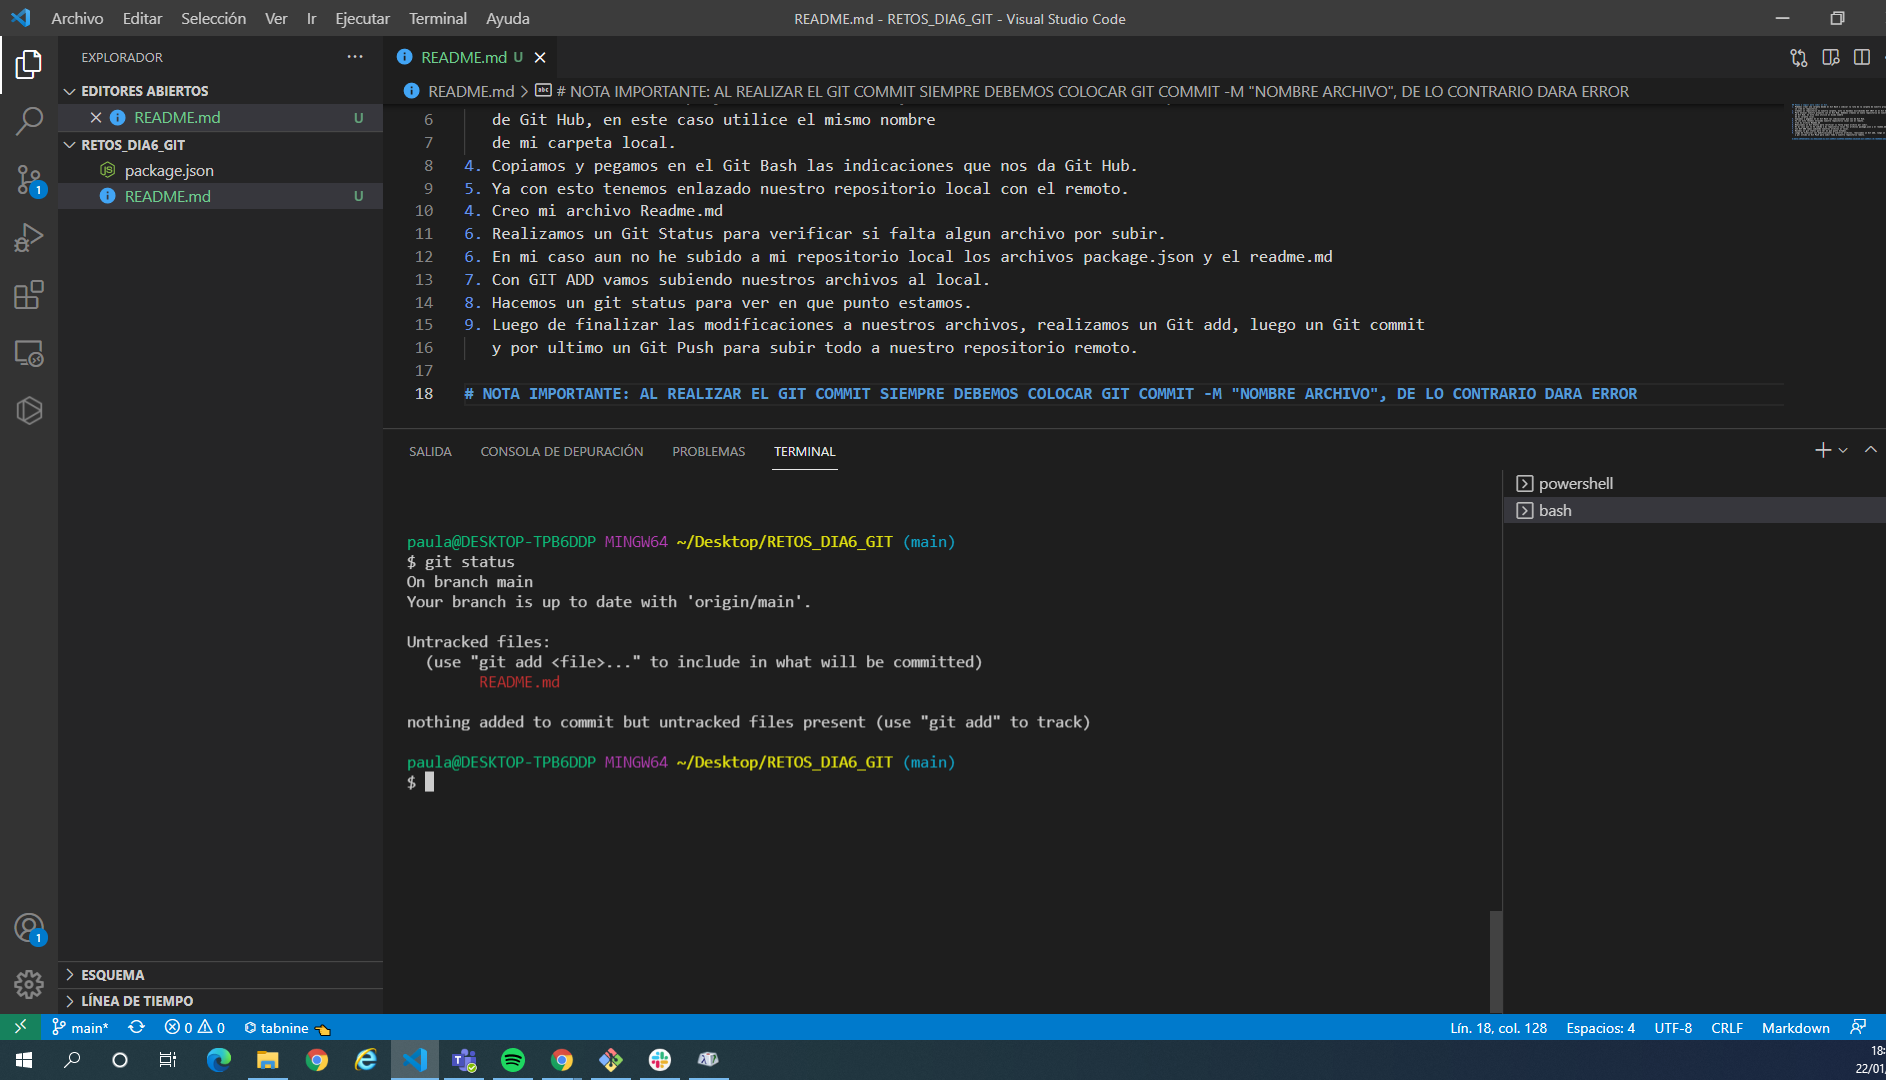 Archivo Editar Selección Ver Ir Ejecutar Terminal Ayuda
README.md - RETOS_DIA6_GIT - Visual Studio Code
EXPLORADOR
EDITORES ABIERTOS
README.md U
RETOS_DIA6_GIT
package.json
README.md U
1
1
ESQUEMA
LÍNEA DE TIEMPO
README.md U
README.md > # NOTA IMPORTANTE: AL REALIZAR EL GIT COMMIT SIEMPRE DEBEMOS COLOCAR GIT COMMIT -M "NOMBRE ARCHIVO", DE LO CONTRARIO DARA ERROR
6 de Git Hub, en este caso utilice el mismo nombre
7 de mi carpeta local.
8 4. Copiamos y pegamos en el Git Bash las indicaciones que nos da Git Hub.
9 5. Ya con esto tenemos enlazado nuestro repositorio local con el remoto.
10 4. Creo mi archivo Readme.md
11 6. Realizamos un Git Status para verificar si falta algun archivo por subir.
12 6. En mi caso aun no he subido a mi repositorio local los archivos package.json y el readme.md
13 7. Con GIT ADD vamos subiendo nuestros archivos al local.
14 8. Hacemos un git status para ver en que punto estamos.
15 9. Luego de finalizar las modificaciones a nuestros archivos, realizamos un Git add, luego un Git commit
16 y por ultimo un Git Push para subir todo a nuestro repositorio remoto.
17
18 # NOTA IMPORTANTE: AL REALIZAR EL GIT COMMIT SIEMPRE DEBEMOS COLOCAR GIT COMMIT -M "NOMBRE ARCHIVO", DE LO CONTRARIO DARA ERROR
SALIDA CONSOLA DE DEPURACIÓN PROBLEMAS TERMINAL
powershell
bash
paula@DESKTOP-TPB6DDP MINGW64 ~/Desktop/RETOS_DIA6_GIT (main)
$ git status
On branch main
Your branch is up to date with 'origin/main'.
Untracked files:
(use "git add <file>..." to include in what will be committed)
README.md
nothing added to commit but untracked files present (use "git add" to track)
paula@DESKTOP-TPB6DDP MINGW64 ~/Desktop/RETOS_DIA6_GIT (main)
$
main* 0 0 tabnine Lín. 18, col. 128 Espacios: 4 UTF-8 CRLF Markdown
18:
22/01/